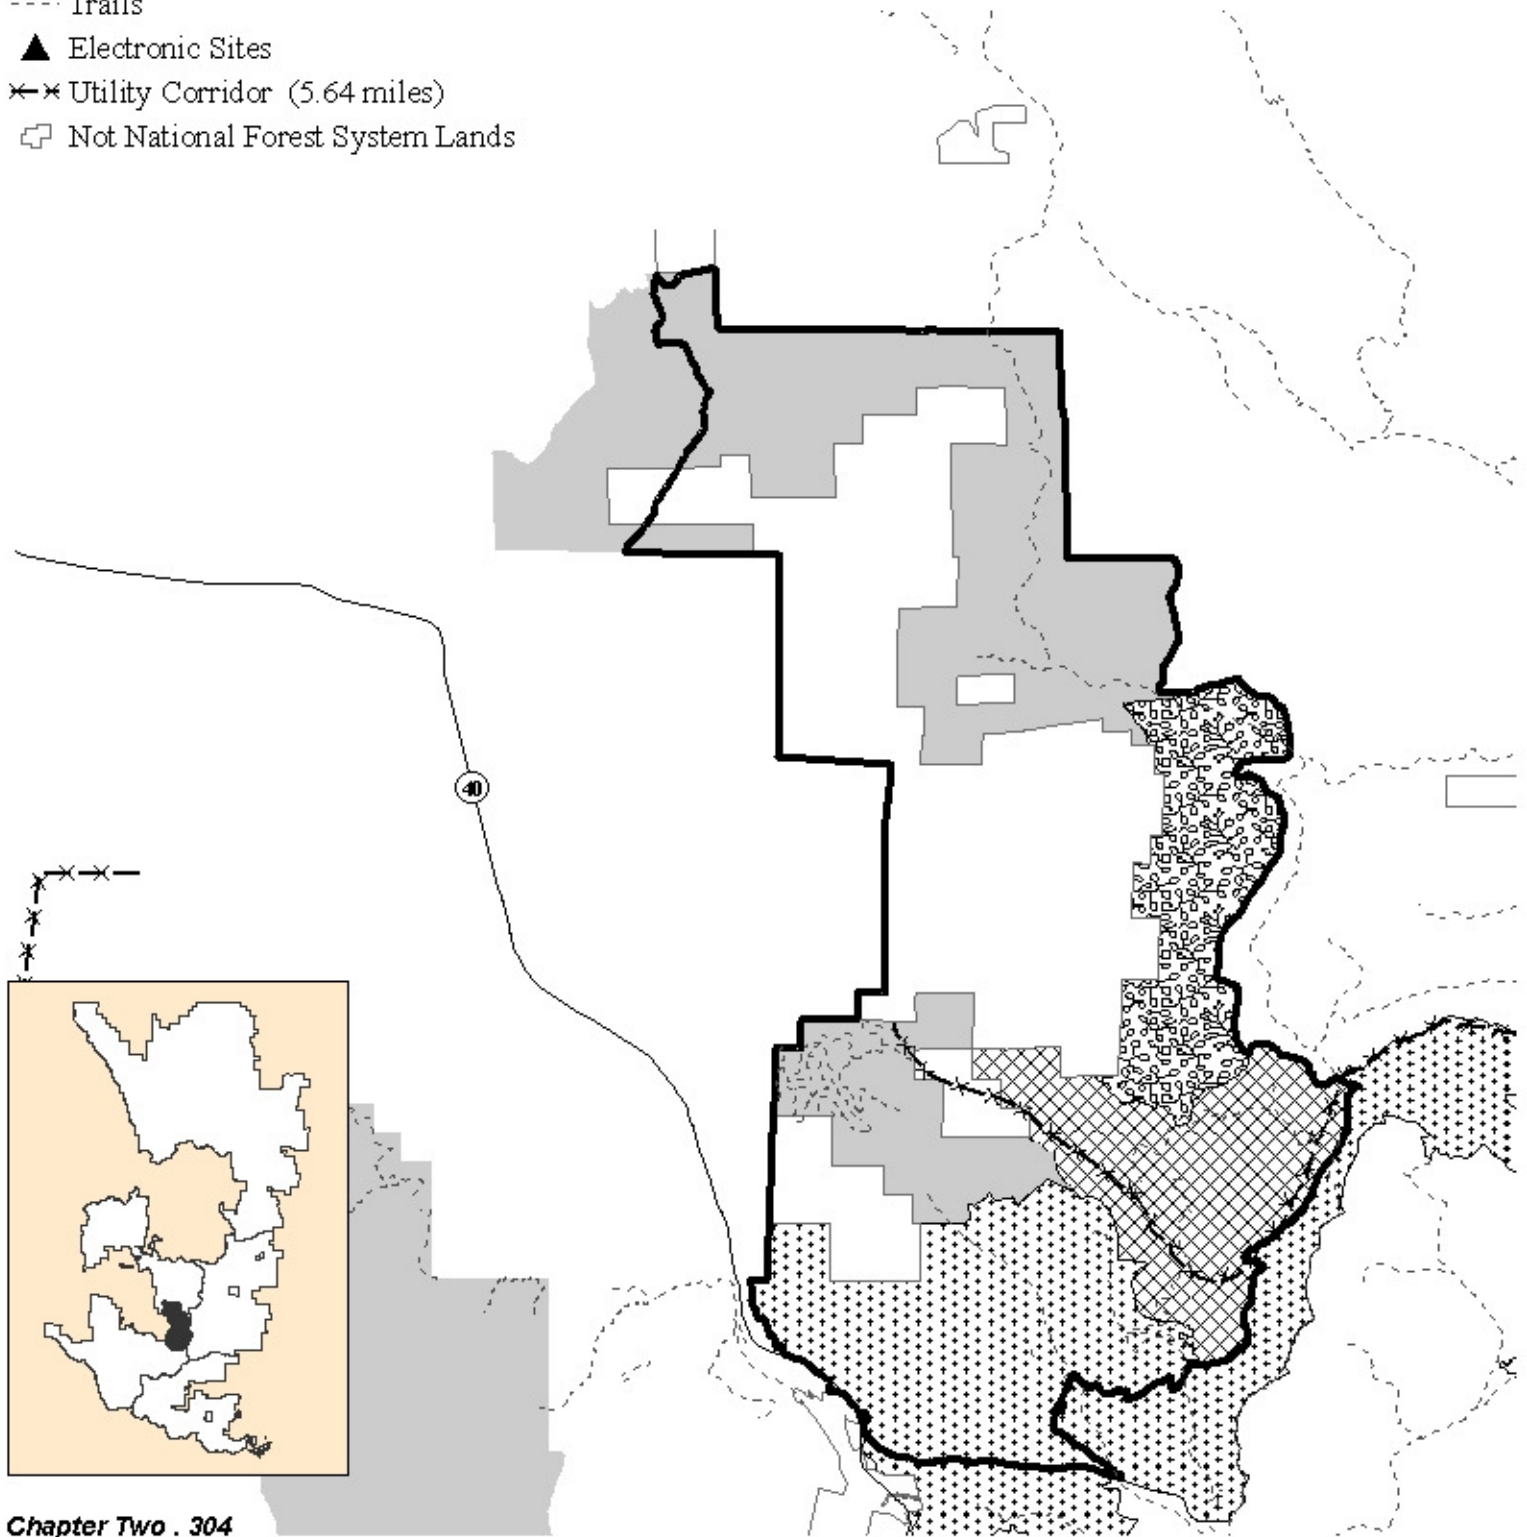 Trails
Electronic Sites
Utility Corridor (5.64 miles)
Not National Forest System Lands
40
Chapter Two . 304